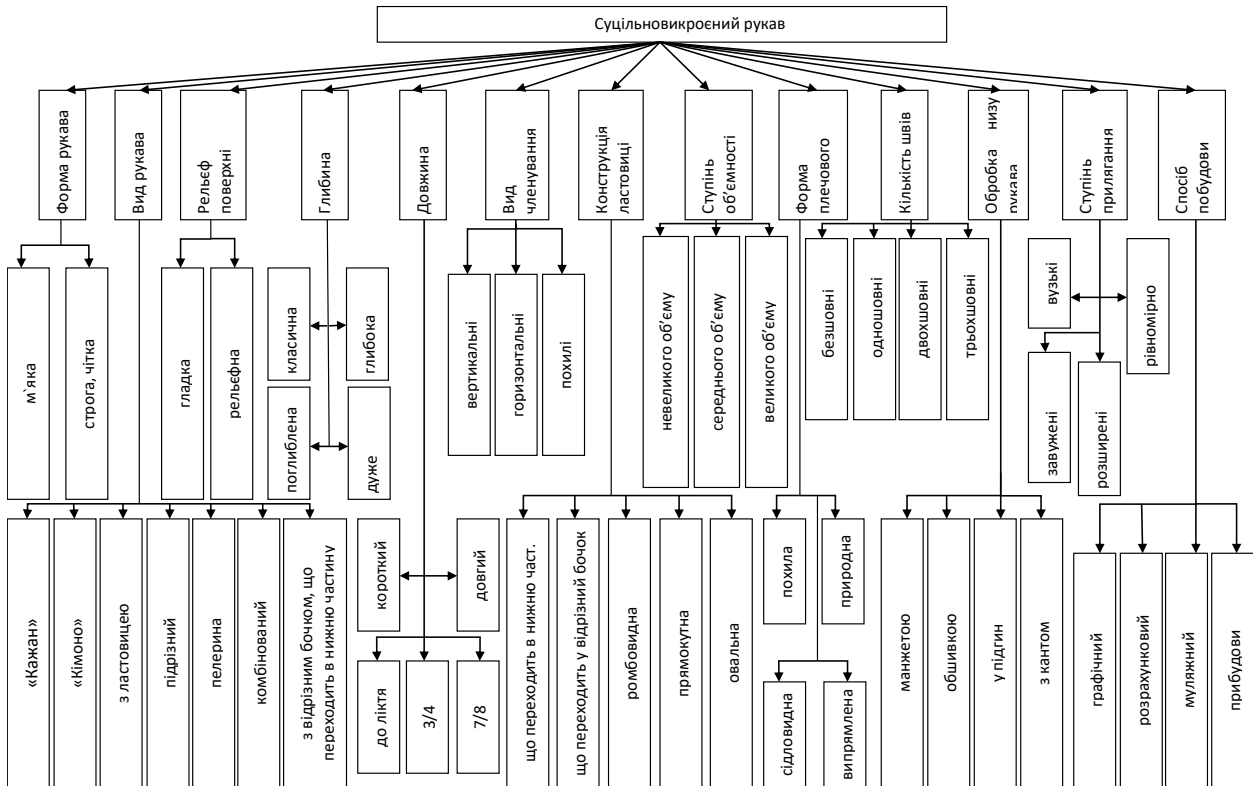 Суцільновикроєний рукав
Форма рукава
Вид рукава
Рельєф
поверхні
Глибина
Довжина
Вид
членування
Конструкція
ластовиці
Ступінь
об’ємності
Форма
плечового
Кількість швів
Обробка низу
рукава
Ступінь
прилягання
Спосіб
побудови
м`яка
строга, чітка
гладка
рельєфна
класична
глибока
поглиблена
дуже
вертикальні
горизонтальні
похилі
невеликого об’єму
середнього об’єму
великого об’єму
безшовні
одношовні
двохшовні
трьохшовні
вузькі
рівномірно
завужені
розширені
«Кажан»
«Кімоно»
з ластовицею
підрізний
пелерина
комбінований
з відрізним бочком, що
переходить в нижню частину
короткий
довгий
до ліктя
3/4
7/8
що переходить в нижню част.
що переходить у відрізний бочок
ромбовидна
прямокутна
овальна
похила
природна
сідловидна
випрямлена
манжетою
обшивкою
у підгин
з кантом
графічний
розрахунковий
муляжний
прибудови